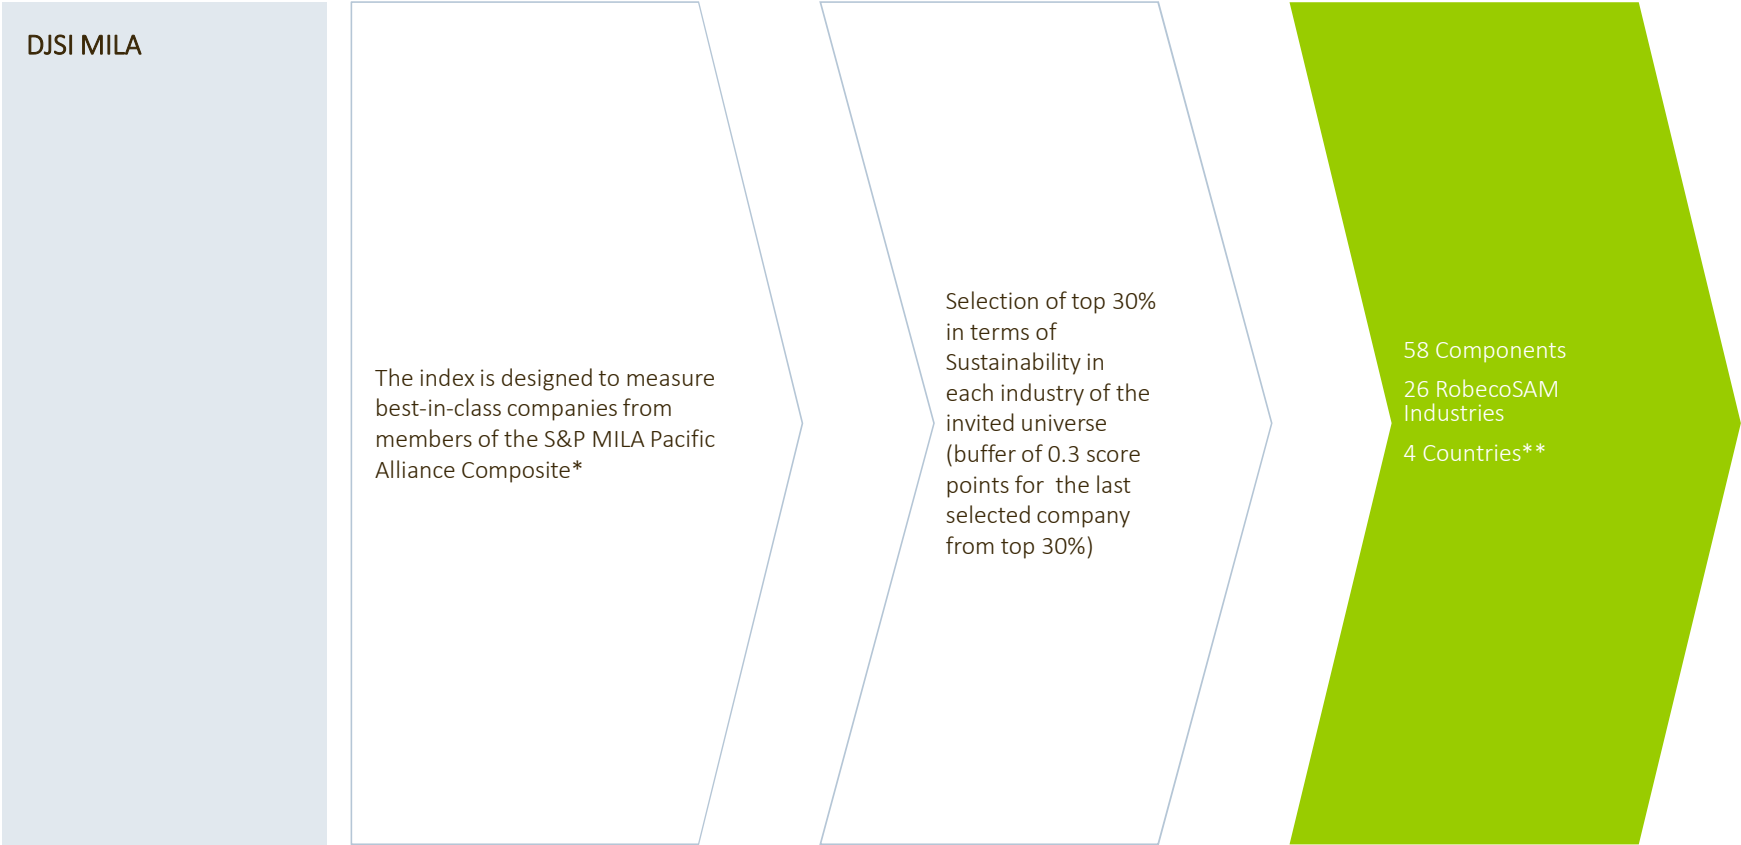 DJSI MILA
The index is designed to measure
best-in-class companies from
members of the S&P MILA Pacific
Alliance Composite*
Selection of top 30%
in terms of
Sustainability in
each industry of the
invited universe
(buffer of 0.3 score
points for  the last
selected company
from top 30%)
58 Components
26 RobecoSAM
Industries
4 Countries**